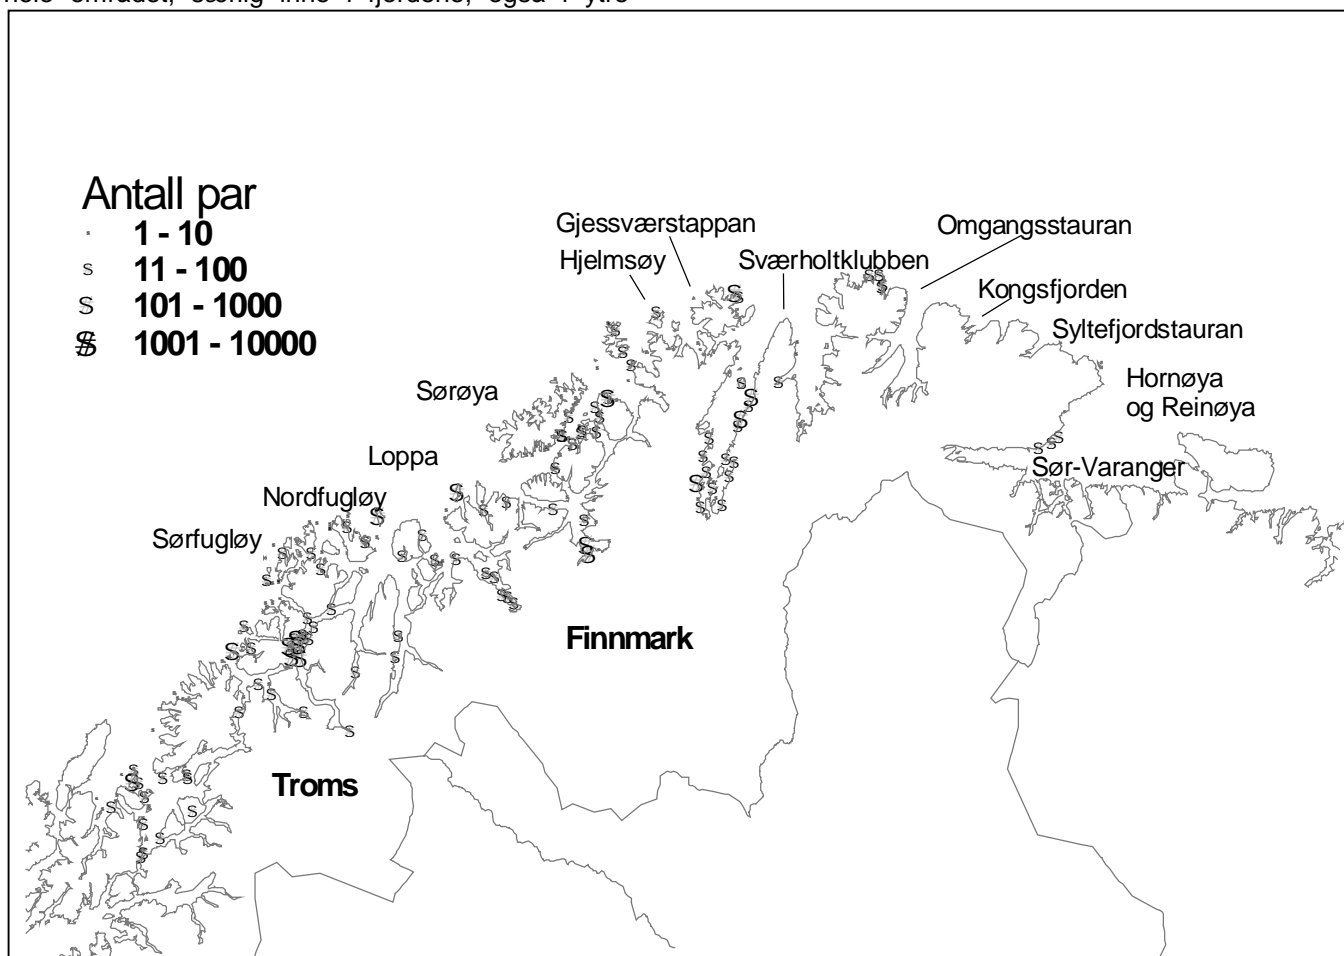 hele området, særlig inne i fjordene, også i ytre
Antall par
s 1 - 10
s 11 - 100
S 101 - 1000
S 1001 - 10000
Gjessværstappan
Omgangsstauran
Hjelmsøy
Sværholtklubben
Kongsfjorden
Syltefjordstauran
Sørøya
Hornøya
og Reinøya
Loppa
Sør-Varanger
Nordfugløy
Sørfugløy
Finnmark
Troms